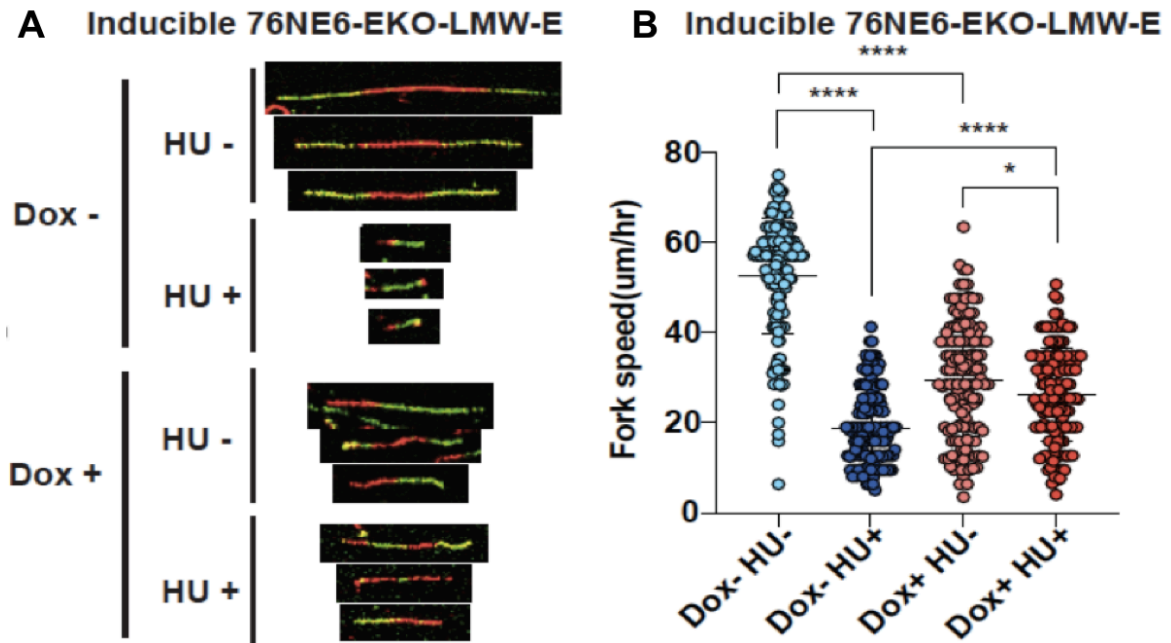 A Inducible 76NE6-EKO-LMW-E
Dox -
HU -
HU +
Dox +
HU -
HU +
B Inducible 76NE6-EKO-LMW-E
****
****
****
*
Fork speed(um/hr)
80
60
40
20
0
Dox- HU-
Dox- HU+
Dox+ HU-
Dox+ HU+